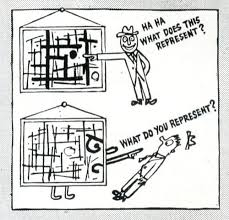 HA HA
WHAT DOES THIS
REPRESENT?
WHAT DO YOU REPRESENT?